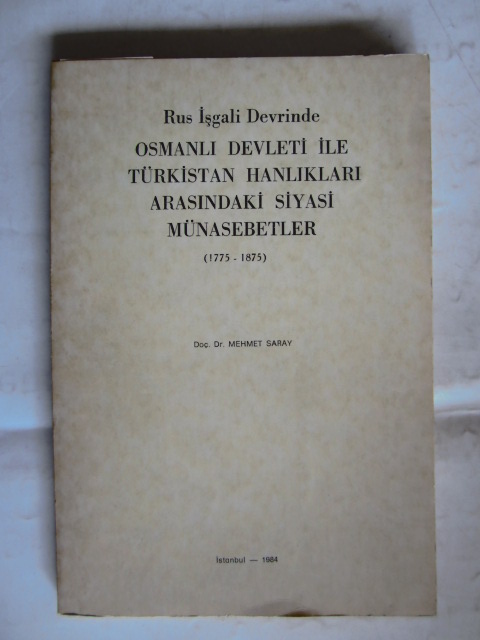 Rus İşgali Devrinde
OSMANLI DEVLETİ İLE
TÜRKİSTAN HANLIKLARI
ARASINDAKİ SİYASİ
MÜNASEBETLER
(1775 - 1875)
Doç. Dr. MEHMET SARAY
İstanbul — 1984